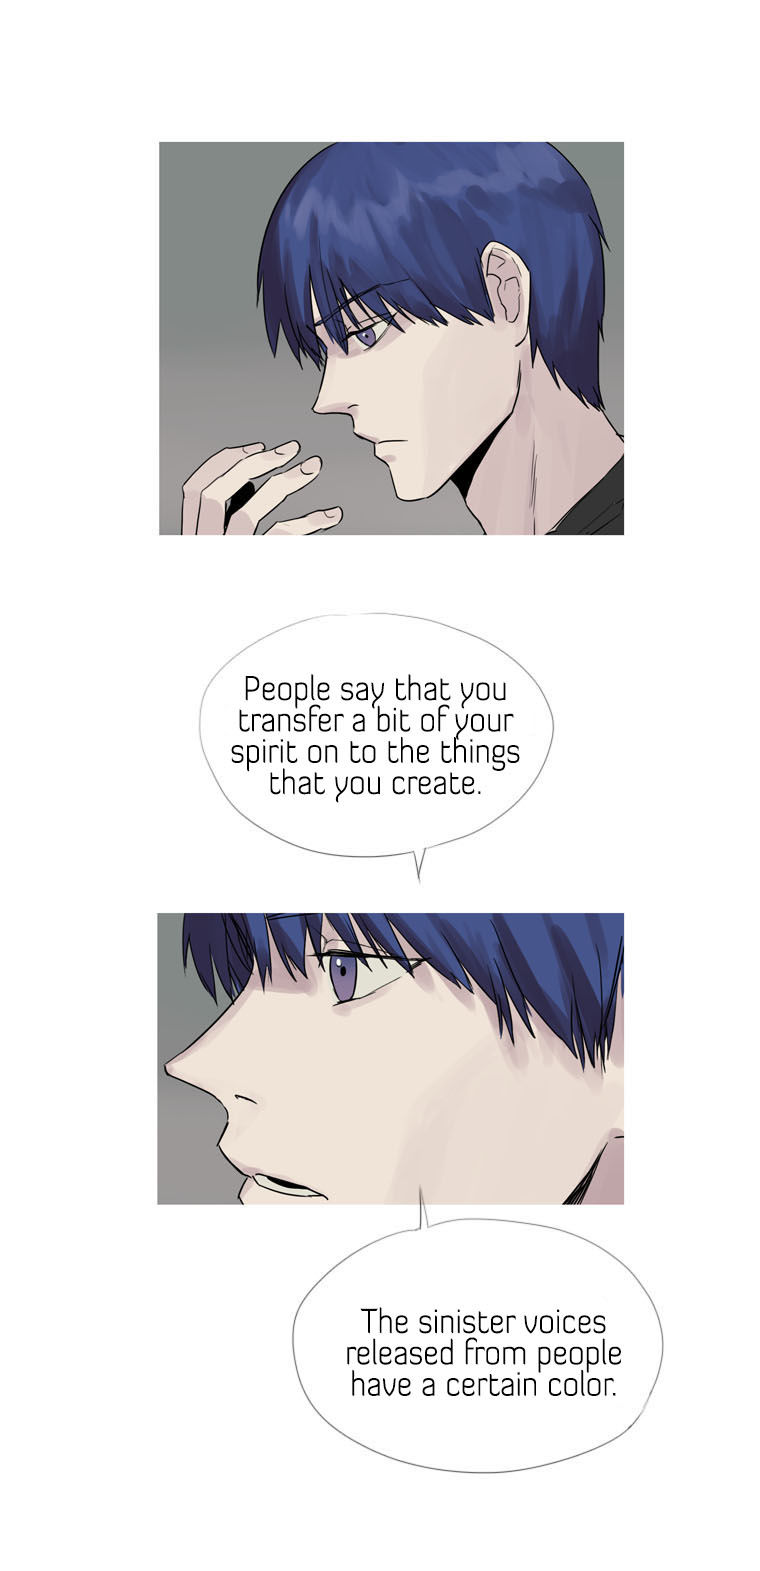 People say that you
transfer a bit of your
spirit on to the things
that you create.
The sinister voices
released from people
have a certain color.